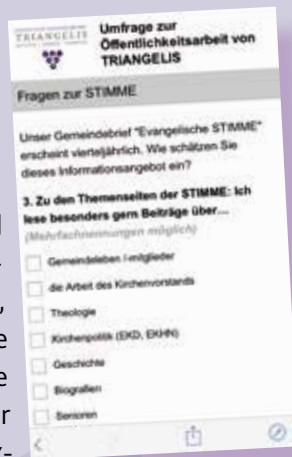 TRIANGELIS
Umfrage zur
Öffentlichkeitsarbeit von
TRIANGELIS
Fragen zur STIMME
Unser Gemeindebrief "Evangelische STIMME"
erscheint vierteljährlich. Wie schätzen Sie
dieses Informationsangebot ein?
3. Zu den Themenseiten der STIMME: Ich
lese besonders gern Beiträge über...
(Mehrfachnennungen möglich)
Gemeindeleben /-mitglieder
die Arbeit des Kirchenvorstands
Theologie
Kirchenpolitik (EKD, EKHN)
Geschichte
Biografien
Senioren